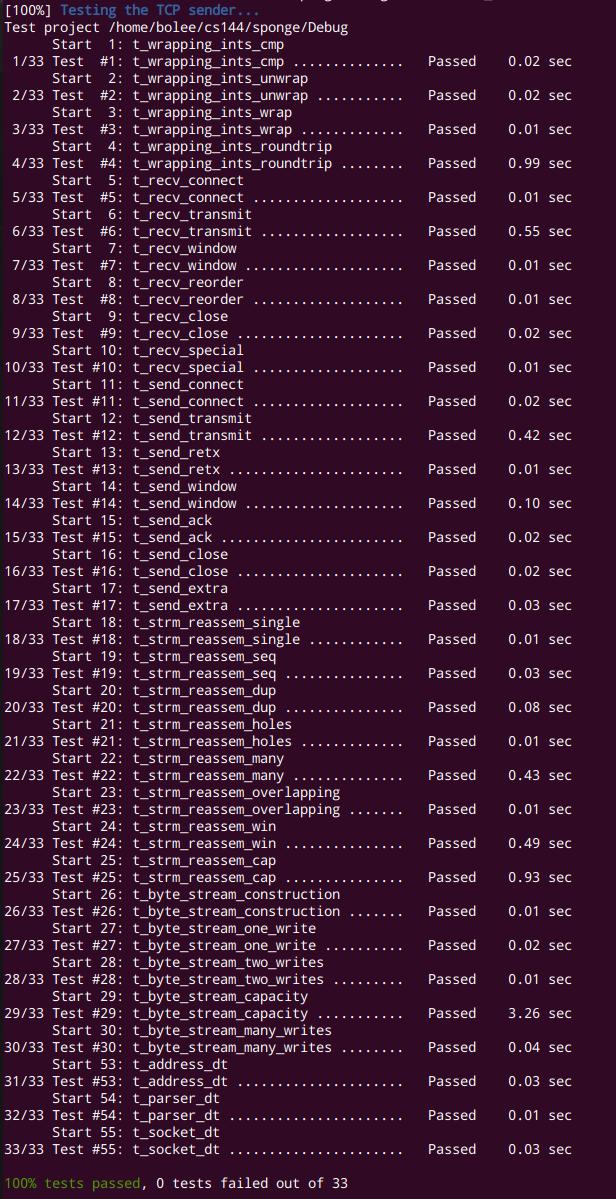 [100%] Testing the TCP sender...
Test project /home/bolee/cs144/sponge/Debug
      Start  1: t_wrapping_ints_cmp
 1/33 Test  #1: t_wrapping_ints_cmp ..............   Passed    0.02 sec
      Start  2: t_wrapping_ints_unwrap
 2/33 Test  #2: t_wrapping_ints_unwrap ...........   Passed    0.02 sec
      Start  3: t_wrapping_ints_wrap
 3/33 Test  #3: t_wrapping_ints_wrap .............   Passed    0.01 sec
      Start  4: t_wrapping_ints_roundtrip
 4/33 Test  #4: t_wrapping_ints_roundtrip ........   Passed    0.99 sec
      Start  5: t_recv_connect
 5/33 Test  #5: t_recv_connect ...................   Passed    0.01 sec
      Start  6: t_recv_transmit
 6/33 Test  #6: t_recv_transmit ..................   Passed    0.55 sec
      Start  7: t_recv_window
 7/33 Test  #7: t_recv_window ....................   Passed    0.01 sec
      Start  8: t_recv_reorder
 8/33 Test  #8: t_recv_reorder ...................   Passed    0.01 sec
      Start  9: t_recv_close
 9/33 Test  #9: t_recv_close .....................   Passed    0.02 sec
      Start 10: t_recv_special
10/33 Test #10: t_recv_special ...................   Passed    0.01 sec
      Start 11: t_send_connect
11/33 Test #11: t_send_connect ...................   Passed    0.02 sec
      Start 12: t_send_transmit
12/33 Test #12: t_send_transmit ..................   Passed    0.42 sec
      Start 13: t_send_retx
13/33 Test #13: t_send_retx ......................   Passed    0.01 sec
      Start 14: t_send_window
14/33 Test #14: t_send_window ....................   Passed    0.10 sec
      Start 15: t_send_ack
15/33 Test #15: t_send_ack .......................   Passed    0.02 sec
      Start 16: t_send_close
16/33 Test #16: t_send_close .....................   Passed    0.02 sec
      Start 17: t_send_extra
17/33 Test #17: t_send_extra .....................   Passed    0.03 sec
      Start 18: t_strm_reassem_single
18/33 Test #18: t_strm_reassem_single ............   Passed    0.01 sec
      Start 19: t_strm_reassem_seq
19/33 Test #19: t_strm_reassem_seq ...............   Passed    0.03 sec
      Start 20: t_strm_reassem_dup
20/33 Test #20: t_strm_reassem_dup ...............   Passed    0.08 sec
      Start 21: t_strm_reassem_holes
21/33 Test #21: t_strm_reassem_holes .............   Passed    0.01 sec
      Start 22: t_strm_reassem_many
22/33 Test #22: t_strm_reassem_many ..............   Passed    0.43 sec
      Start 23: t_strm_reassem_overlapping
23/33 Test #23: t_strm_reassem_overlapping .......   Passed    0.01 sec
      Start 24: t_strm_reassem_win
24/33 Test #24: t_strm_reassem_win ...............   Passed    0.49 sec
      Start 25: t_strm_reassem_cap
25/33 Test #25: t_strm_reassem_cap ...............   Passed    0.93 sec
      Start 26: t_byte_stream_construction
26/33 Test #26: t_byte_stream_construction .......   Passed    0.01 sec
      Start 27: t_byte_stream_one_write
27/33 Test #27: t_byte_stream_one_write ..........   Passed    0.02 sec
      Start 28: t_byte_stream_two_writes
28/33 Test #28: t_byte_stream_two_writes .........   Passed    0.01 sec
      Start 29: t_byte_stream_capacity
29/33 Test #29: t_byte_stream_capacity ...........   Passed    3.26 sec
      Start 30: t_byte_stream_many_writes
30/33 Test #30: t_byte_stream_many_writes ........   Passed    0.04 sec
      Start 53: t_address_dt
31/33 Test #53: t_address_dt .....................   Passed    0.03 sec
      Start 54: t_parser_dt
32/33 Test #54: t_parser_dt ......................   Passed    0.01 sec
      Start 55: t_socket_dt
33/33 Test #55: t_socket_dt ......................   Passed    0.03 sec
100% tests passed, 0 tests failed out of 33